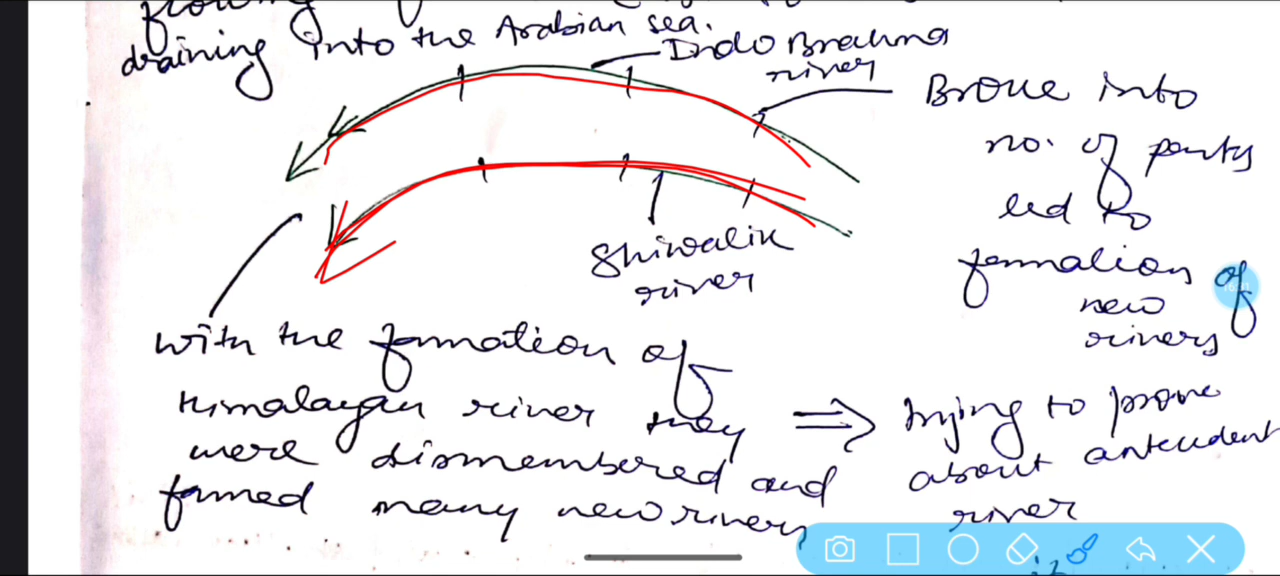 flowing
draining into the Arabian sea.
Indo Brahma
river
Broke into
no. of parts
led to
formation of
new
rivers
Shiwalik
river
with the formation of
Himalayan river they
were dismembered and
formed many new rivers
⇒ trying to prove
about antecedent
river